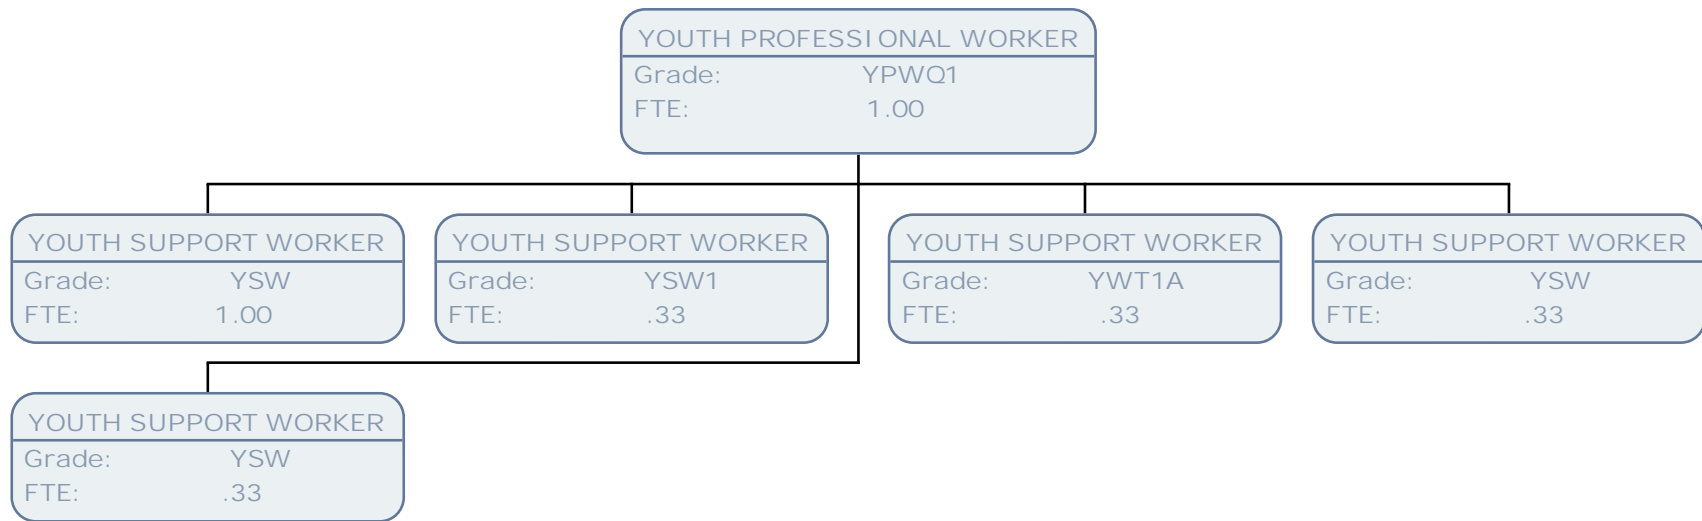 YOUTH PROFESSIONAL WORKER
Grade: YPWQ1
FTE: 1.00
YOUTH SUPPORT WORKER
Grade: YSW
FTE: 1.00
YOUTH SUPPORT WORKER
Grade: YSW1
FTE: .33
YOUTH SUPPORT WORKER
Grade: YWT1A
FTE: .33
YOUTH SUPPORT WORKER
Grade: YSW
FTE: .33
YOUTH SUPPORT WORKER
Grade: YSW
FTE: .33